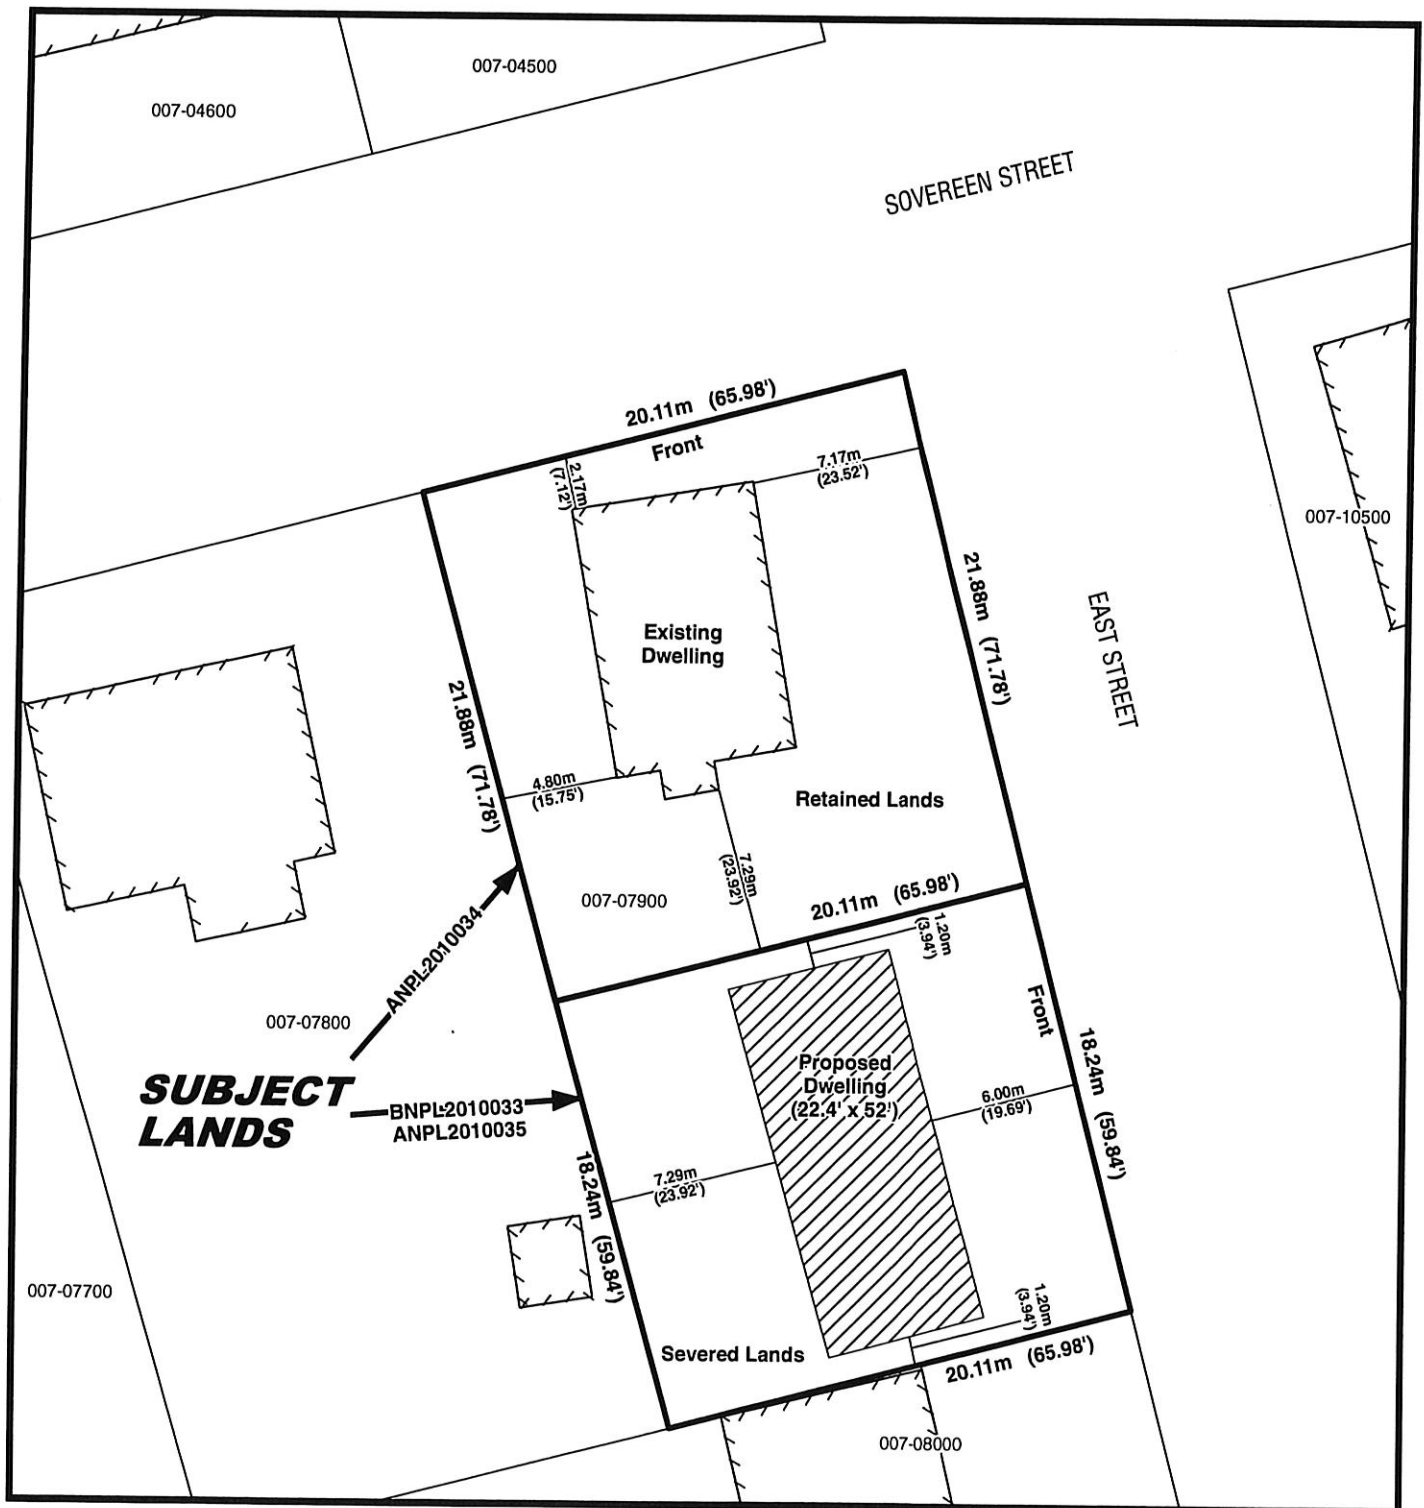 007-04500
007-04600
SOVEREEN STREET
20.11m (65.98')
Front
2.17m
(7.12')
7.17m
(23.52')
007-10500
21.88m (71.78')
EAST STREET
Existing
Dwelling
21.88m (71.78')
4.80m
(15.75')
Retained Lands
7.29m
(23.92')
007-07900
20.11m (65.98')
1.20m
(3.94')
ANPL2010034
007-07800
Front
SUBJECT
LANDS
BNPL2010033
ANPL2010035
Proposed
Dwelling
(22.4' x 52')
6.00m
(19.69')
18.24m (59.84')
7.29m
(23.92')
18.24m (59.84')
007-07700
1.20m
(3.94')
Severed Lands
20.11m (65.98')
007-08000